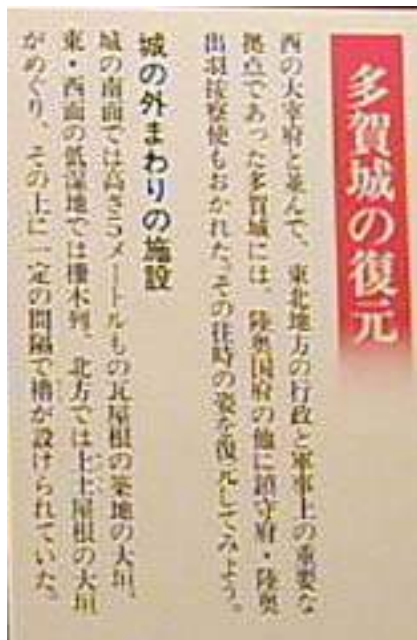 多賀城の復元
西の大宰府と並んで、東北地方の行政と軍事上の重要な
拠点であった多賀城には、陸奥国府の他に鎮守府・陸奥
出羽按察使もおかれた。その往時の姿を復元してみよう。
城の外まわりの施設
城の南面では高さ5メートルもの瓦屋根の築地の大垣、
東・西面の低湿地では柵木列、北方では上土屋根の大垣
がめぐり、その上に一定の間隔で櫓が設けられていた。